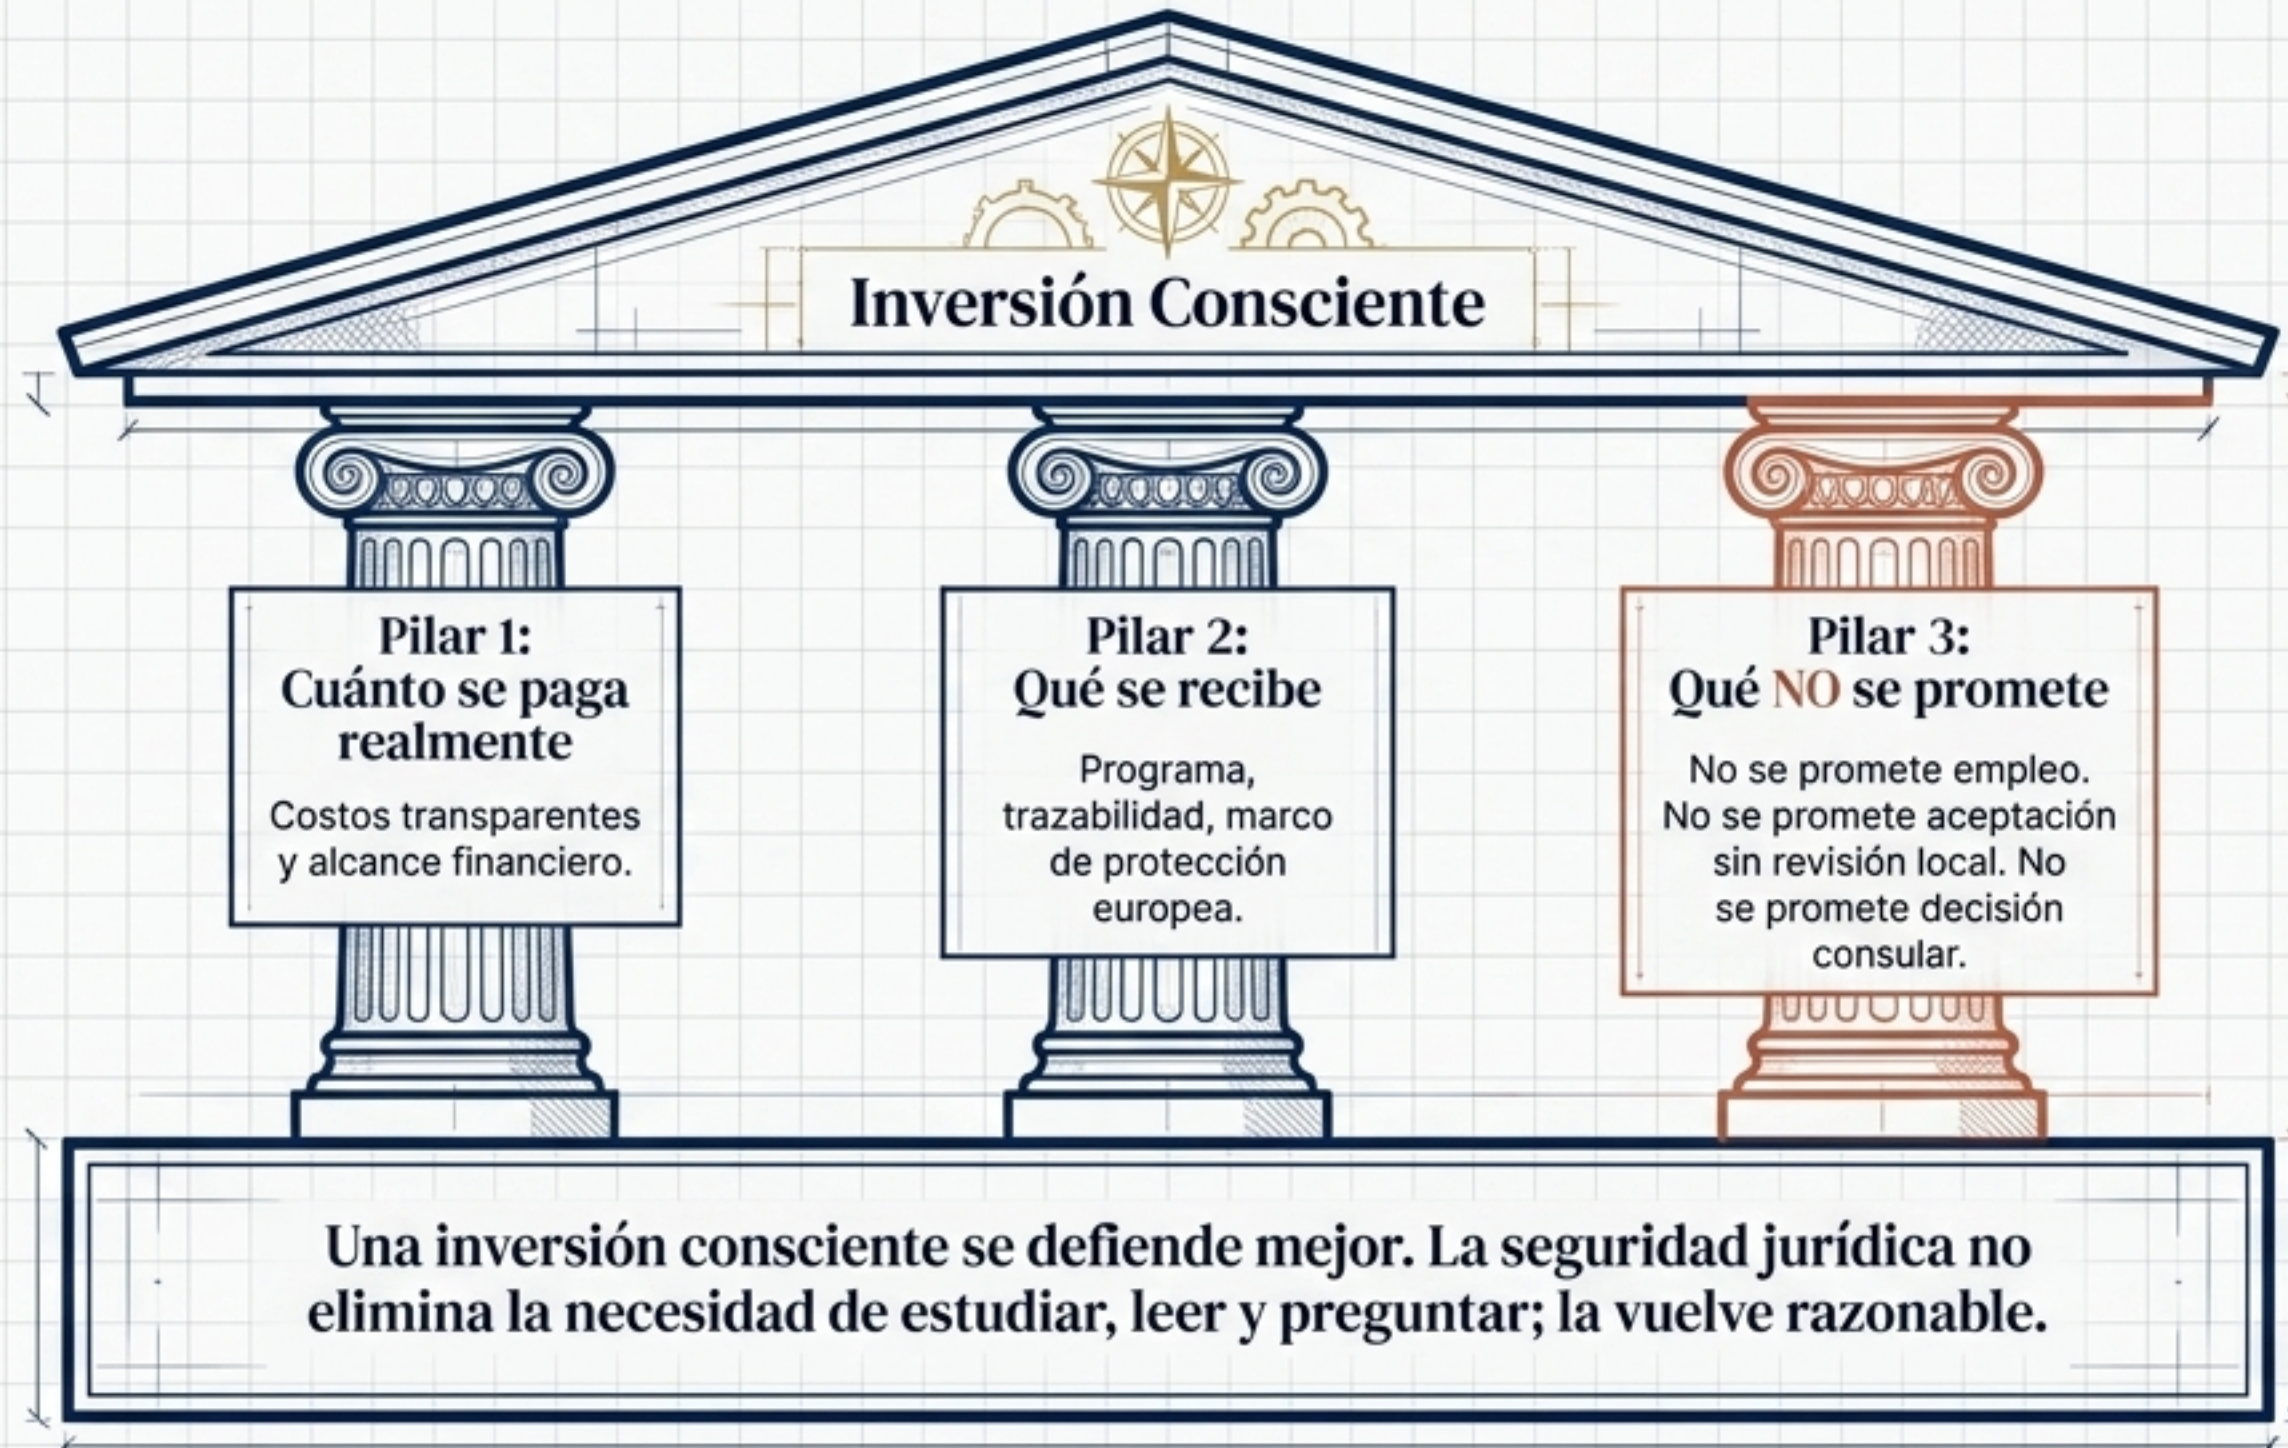 Inversión Consciente
Pilar 1:
Cuánto se paga
realmente
Costos transparentes
y alcance financiero.
Pilar 2:
Qué se recibe
Programa,
trazabilidad, marco
de protección
europea.
Pilar 3:
Qué NO se promete
No se promete empleo.
No se promete aceptación
sin revisión local. No
se promete decisión
consular.
Una inversión consciente se defiende mejor. La seguridad jurídica no
elimina la necesidad de estudiar, leer y preguntar; la vuelve razonable.